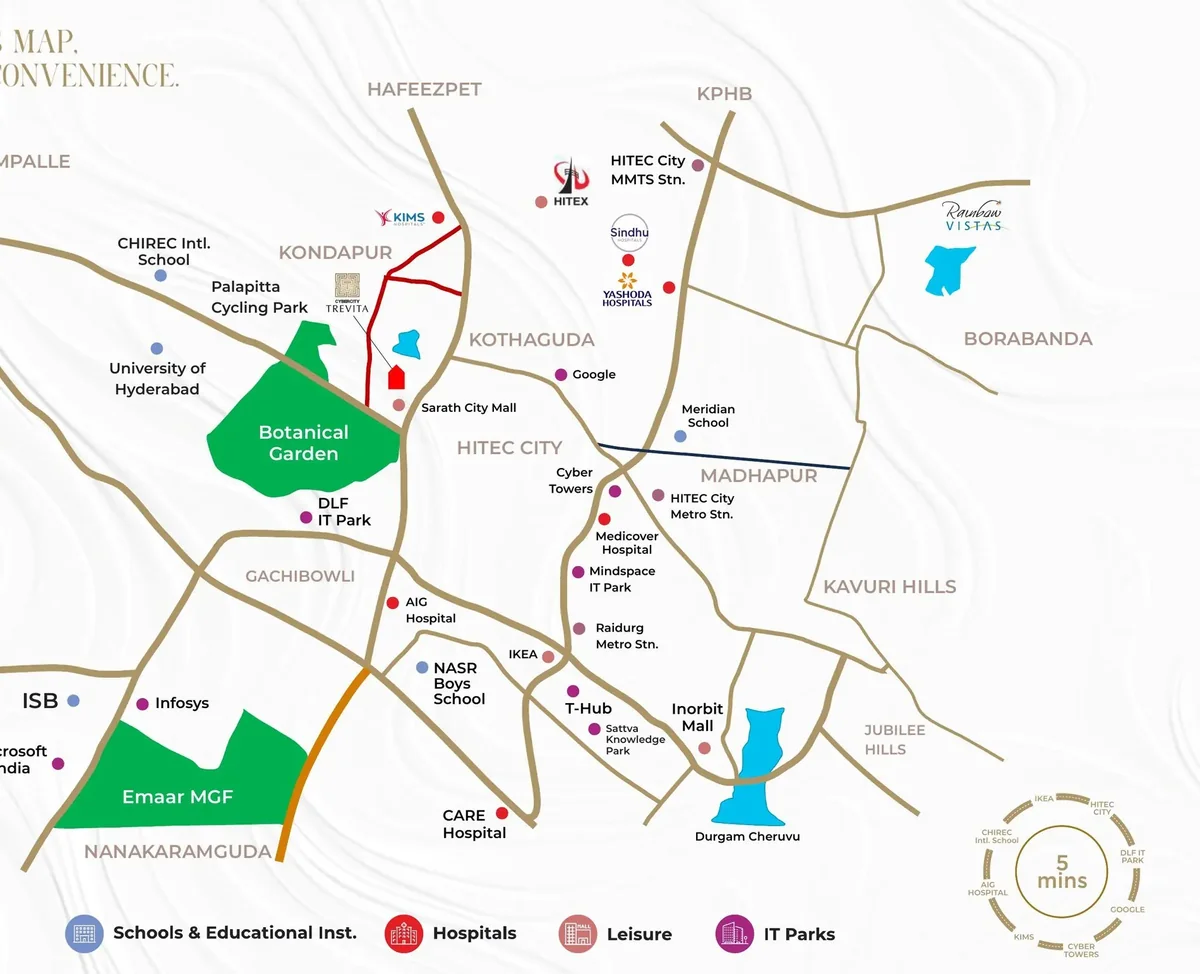 S MAP,
CONVENIENCE.
HAFEEZPET
KPHB
MPALLE
HITEC City
MMTS Stn.
HITEX
KIMS
HOSPITALS
Rainbow
VISTAS
Sindhu
HOSPITALS
CHIREC Intl.
School
KONDAPUR
Palapitta
Cycling Park
CYBERCITY
TREVITA
YASHODA
HOSPITALS
KOTHAGUDA
BORABANDA
University of
Hyderabad
Google
Sarath City Mall
Meridian
School
Botanical
Garden
HITEC CITY
MADHAPUR
Cyber
Towers
HITEC City
Metro Stn.
DLF
IT Park
Medicover
Hospital
GACHIBOWLI
Mindspace
IT Park
KAVURI HILLS
AIG
Hospital
Raidurg
Metro Stn.
IKEA
NASR
Boys
School
ISB
Infosys
T-Hub
Inorbit
Mall
Sattva
Knowledge
Park
JUBILEE
HILLS
crosoft
ndia
Emaar MGF
CARE
Hospital
Durgam Cheruvu
NANAKARAMGUDA
IKEA
HITEC
CITY
CHIREC
Intl. School
DLF IT
PARK
5
mins
AIG
HOSPITAL
GOOGLE
KIMS
CYBER
TOWERS
Schools & Educational Inst.
Hospitals
MALL
Leisure
IT Parks